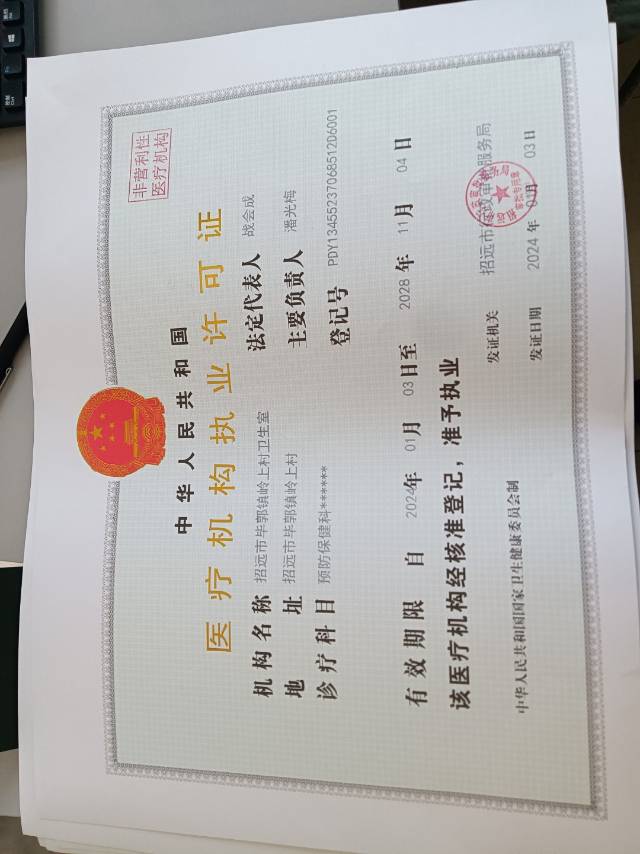 非营利性
医疗机构
中华人民共和国
医疗机构执业许可证
机构名称 招远市毕郭镇岭上村卫生室
法定代表人 战会成
地址 招远市毕郭镇岭上村
主要负责人 潘光梅
诊疗科目 预防保健科******
登记号 PDY13455237068512D6001
有效期限 自 2024年 01月 03日至 2028年 11月 04日
该医疗机构经核准登记，准予执业
发证机关 招远市行政审批服务局
发证日期 2024年 01月 03日
中华人民共和国国家卫生健康委员会制